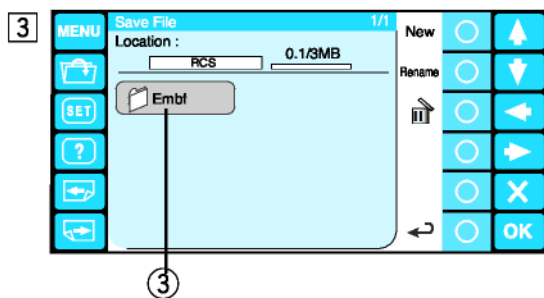 3
MENU
Save File 1/1
Location :
RCS
0.1/3MB
New
Rename
Embf
SET
?
OK
③